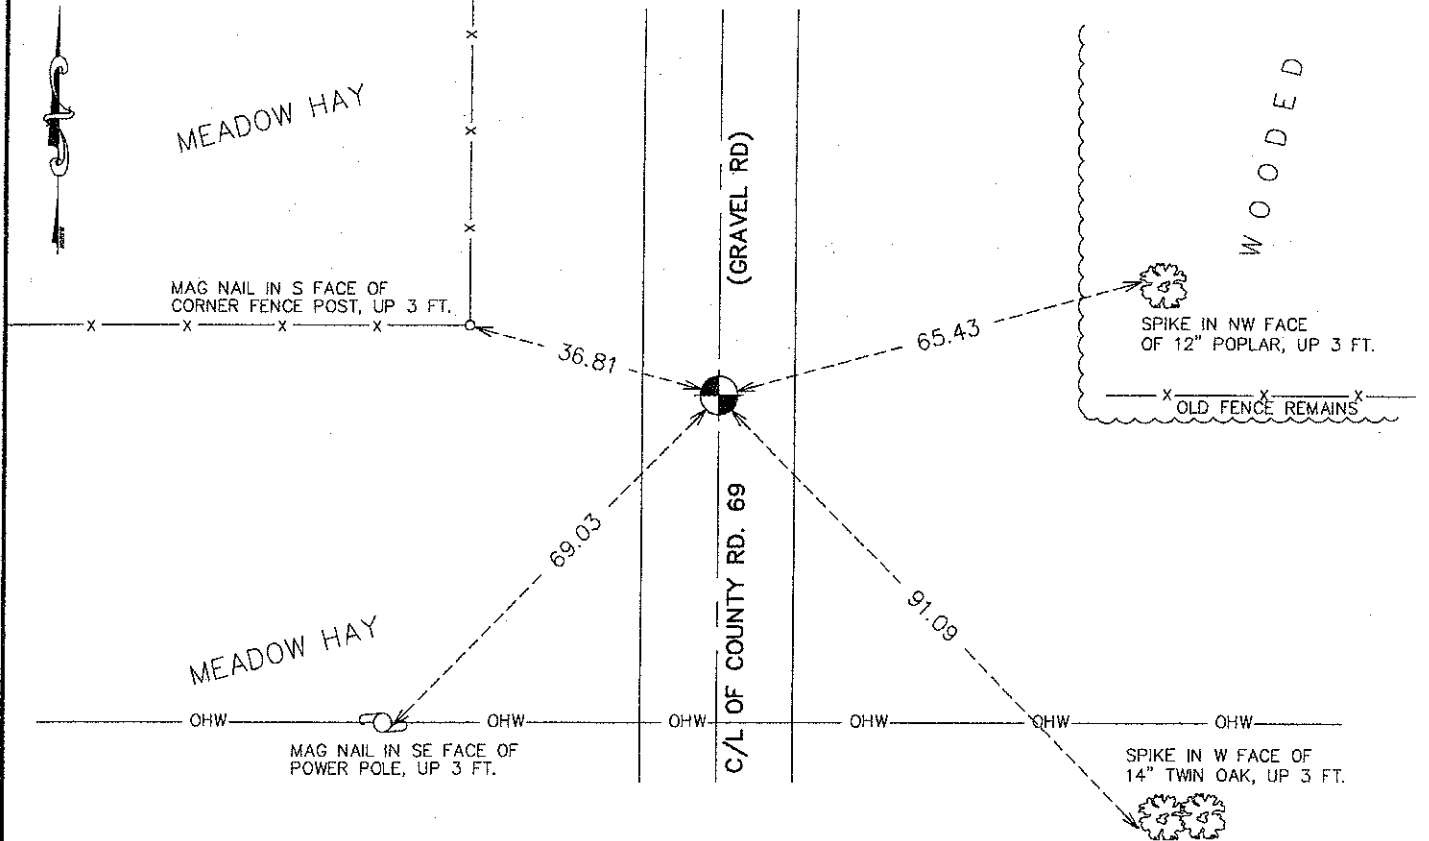 MEADOW HAY
WOODED
(GRAVEL RD)
MAG NAIL IN S FACE OF
CORNER FENCE POST, UP 3 FT.
X
X
X
X
X
X
X
36.81
65.43
SPIKE IN NW FACE
OF 12" POPLAR, UP 3 FT.
X
X
X
OLD FENCE REMAINS
69.03
91.09
C/L OF COUNTY RD. 69
MEADOW HAY
OHW
OHW
OHW
OHW
OHW
OHW
MAG NAIL IN SE FACE OF
POWER POLE, UP 3 FT.
SPIKE IN W FACE OF
14" TWIN OAK, UP 3 FT.